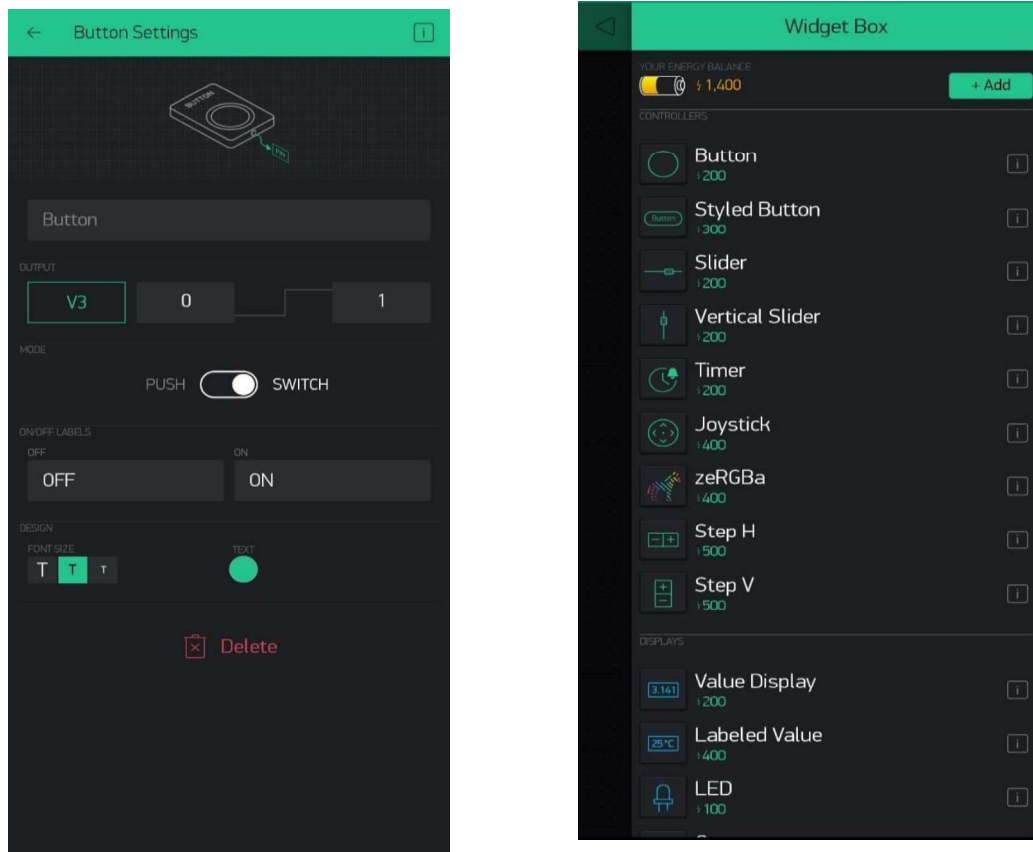 ← Button Settings i
BUTTON
PIN
Button
OUTPUT
V3 0 1
MODE
PUSH SWITCH
ON/OFF LABELS
OFF ON
OFF ON
DESIGN
FONT SIZE TEXT
T T T
Delete
Widget Box
YOUR ENERGY BALANCE
1,400 + Add
CONTROLLERS
Button
200
Button
Styled Button
300
Slider
200
Vertical Slider
200
Timer
200
Joystick
400
zeRGBa
400
Step H
500
Step V
500
DISPLAYS
3.141
Value Display
200
25°C
Labeled Value
400
LED
100